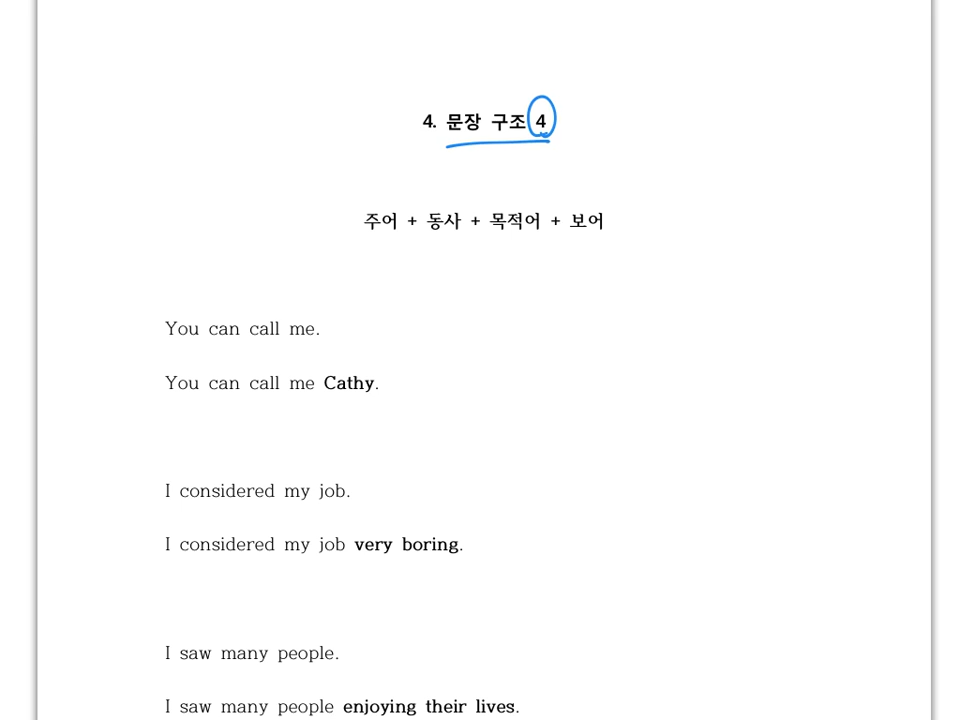 4. 문장 구조 4
주어 + 동사 + 목적어 + 보어
You can call me.
You can call me Cathy.
I considered my job.
I considered my job very boring.
I saw many people.
I saw many people enjoying their lives.